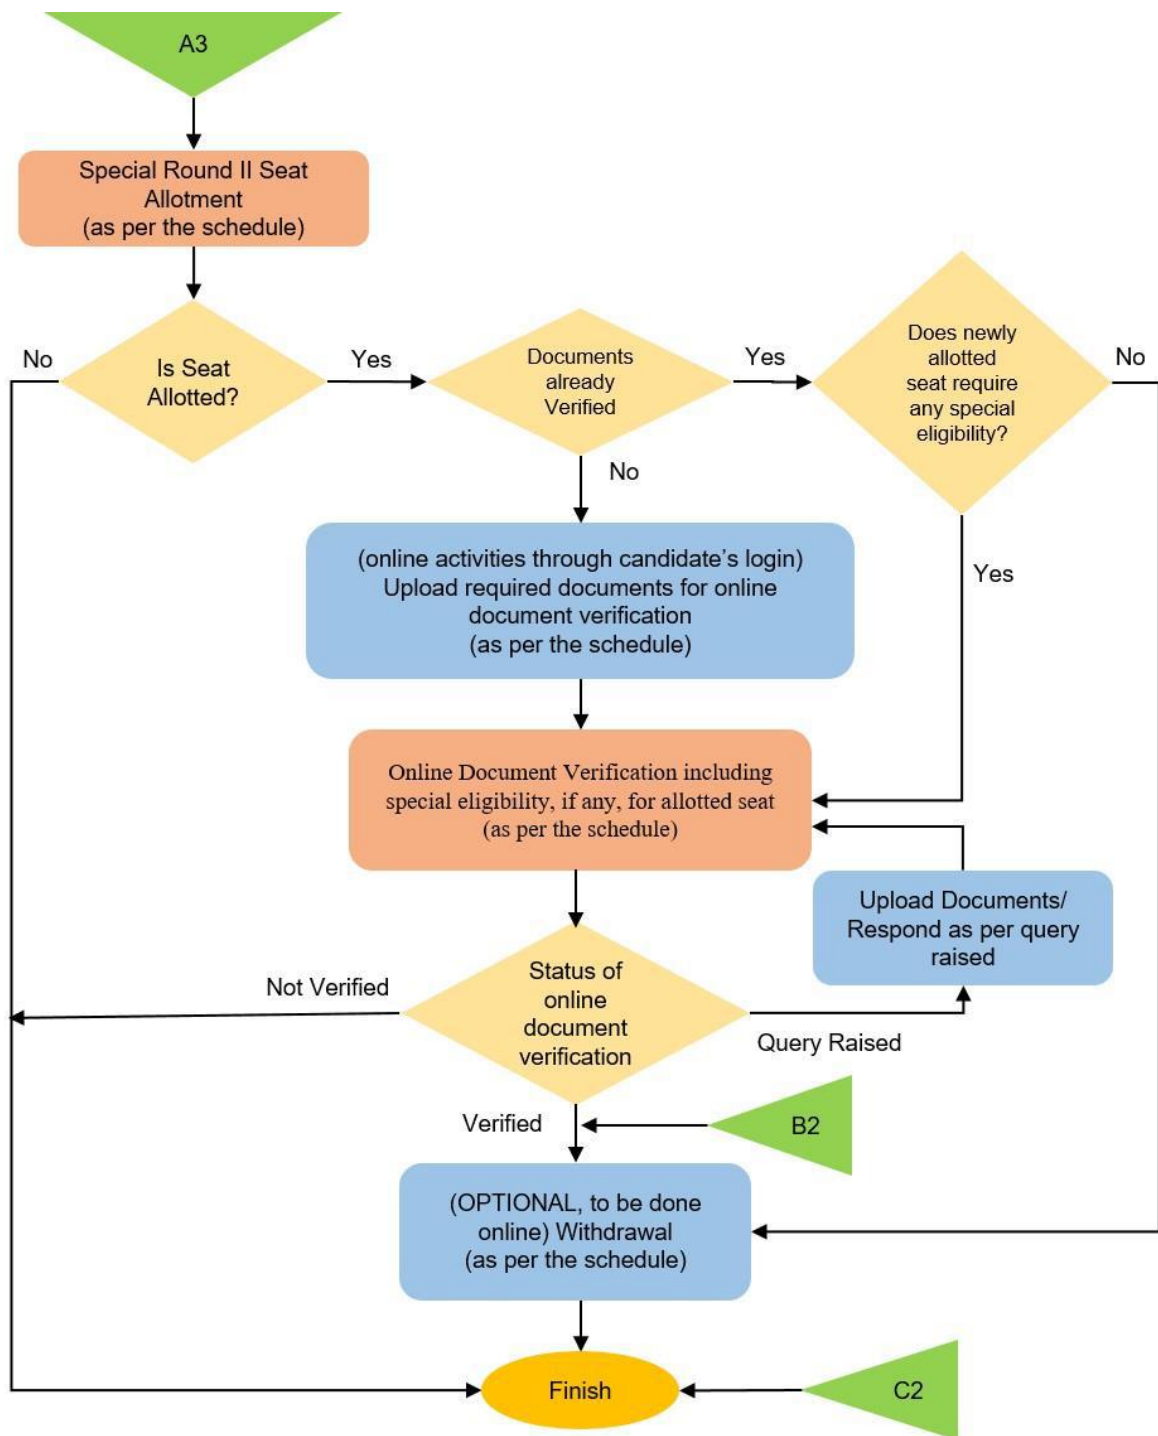 A3
Special Round II Seat
Allotment
(as per the schedule)
No
Is Seat
Allotted?
Yes
Documents
already
Verified
Yes
Does newly
allotted
seat require
any special
eligibility?
No
No
Yes
(online activities through candidate’s login)
Upload required documents for online
document verification
(as per the schedule)
Online Document Verification including
special eligibility, if any, for allotted seat
(as per the schedule)
Upload Documents/
Respond as per query
raised
Not Verified
Status of
online
document
verification
Query Raised
Verified
B2
(OPTIONAL, to be done
online) Withdrawal
(as per the schedule)
Finish
C2